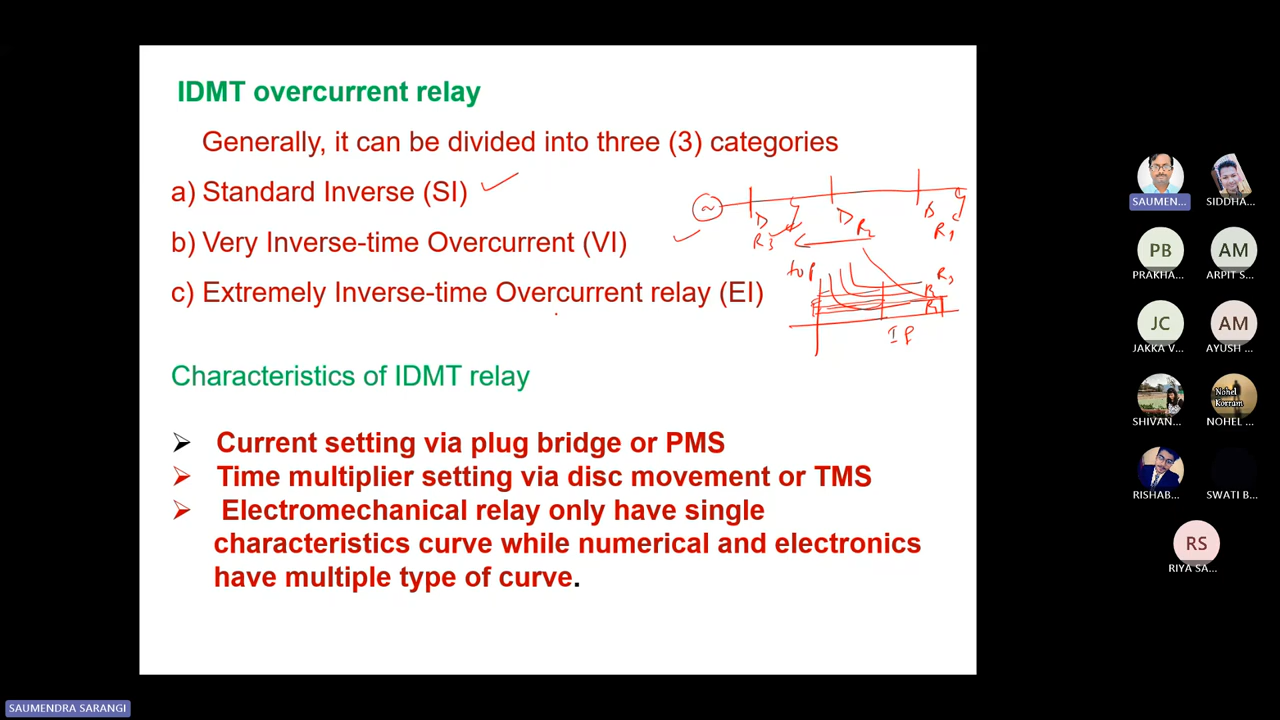 IDMT overcurrent relay
Generally, it can be divided into three (3) categories
a) Standard Inverse (SI)
b) Very Inverse-time Overcurrent (VI)
c) Extremely Inverse-time Overcurrent relay (EI)
R3
R2
R1
top
If
Characteristics of IDMT relay
➢ Current setting via plug bridge or PMS
➢ Time multiplier setting via disc movement or TMS
➢ Electromechanical relay only have single
characteristics curve while numerical and electronics
have multiple type of curve.
SAUMEN...
SIDDHA...
PB
PRAKHA...
AM
ARPIT S...
JC
JAKKA V...
AM
AYUSH ...
SHIVAN...
Nohel
Korram
NOHEL ...
RISHAB...
SWATI B...
RS
RIYA SA...
SAUMENDRA SARANGI